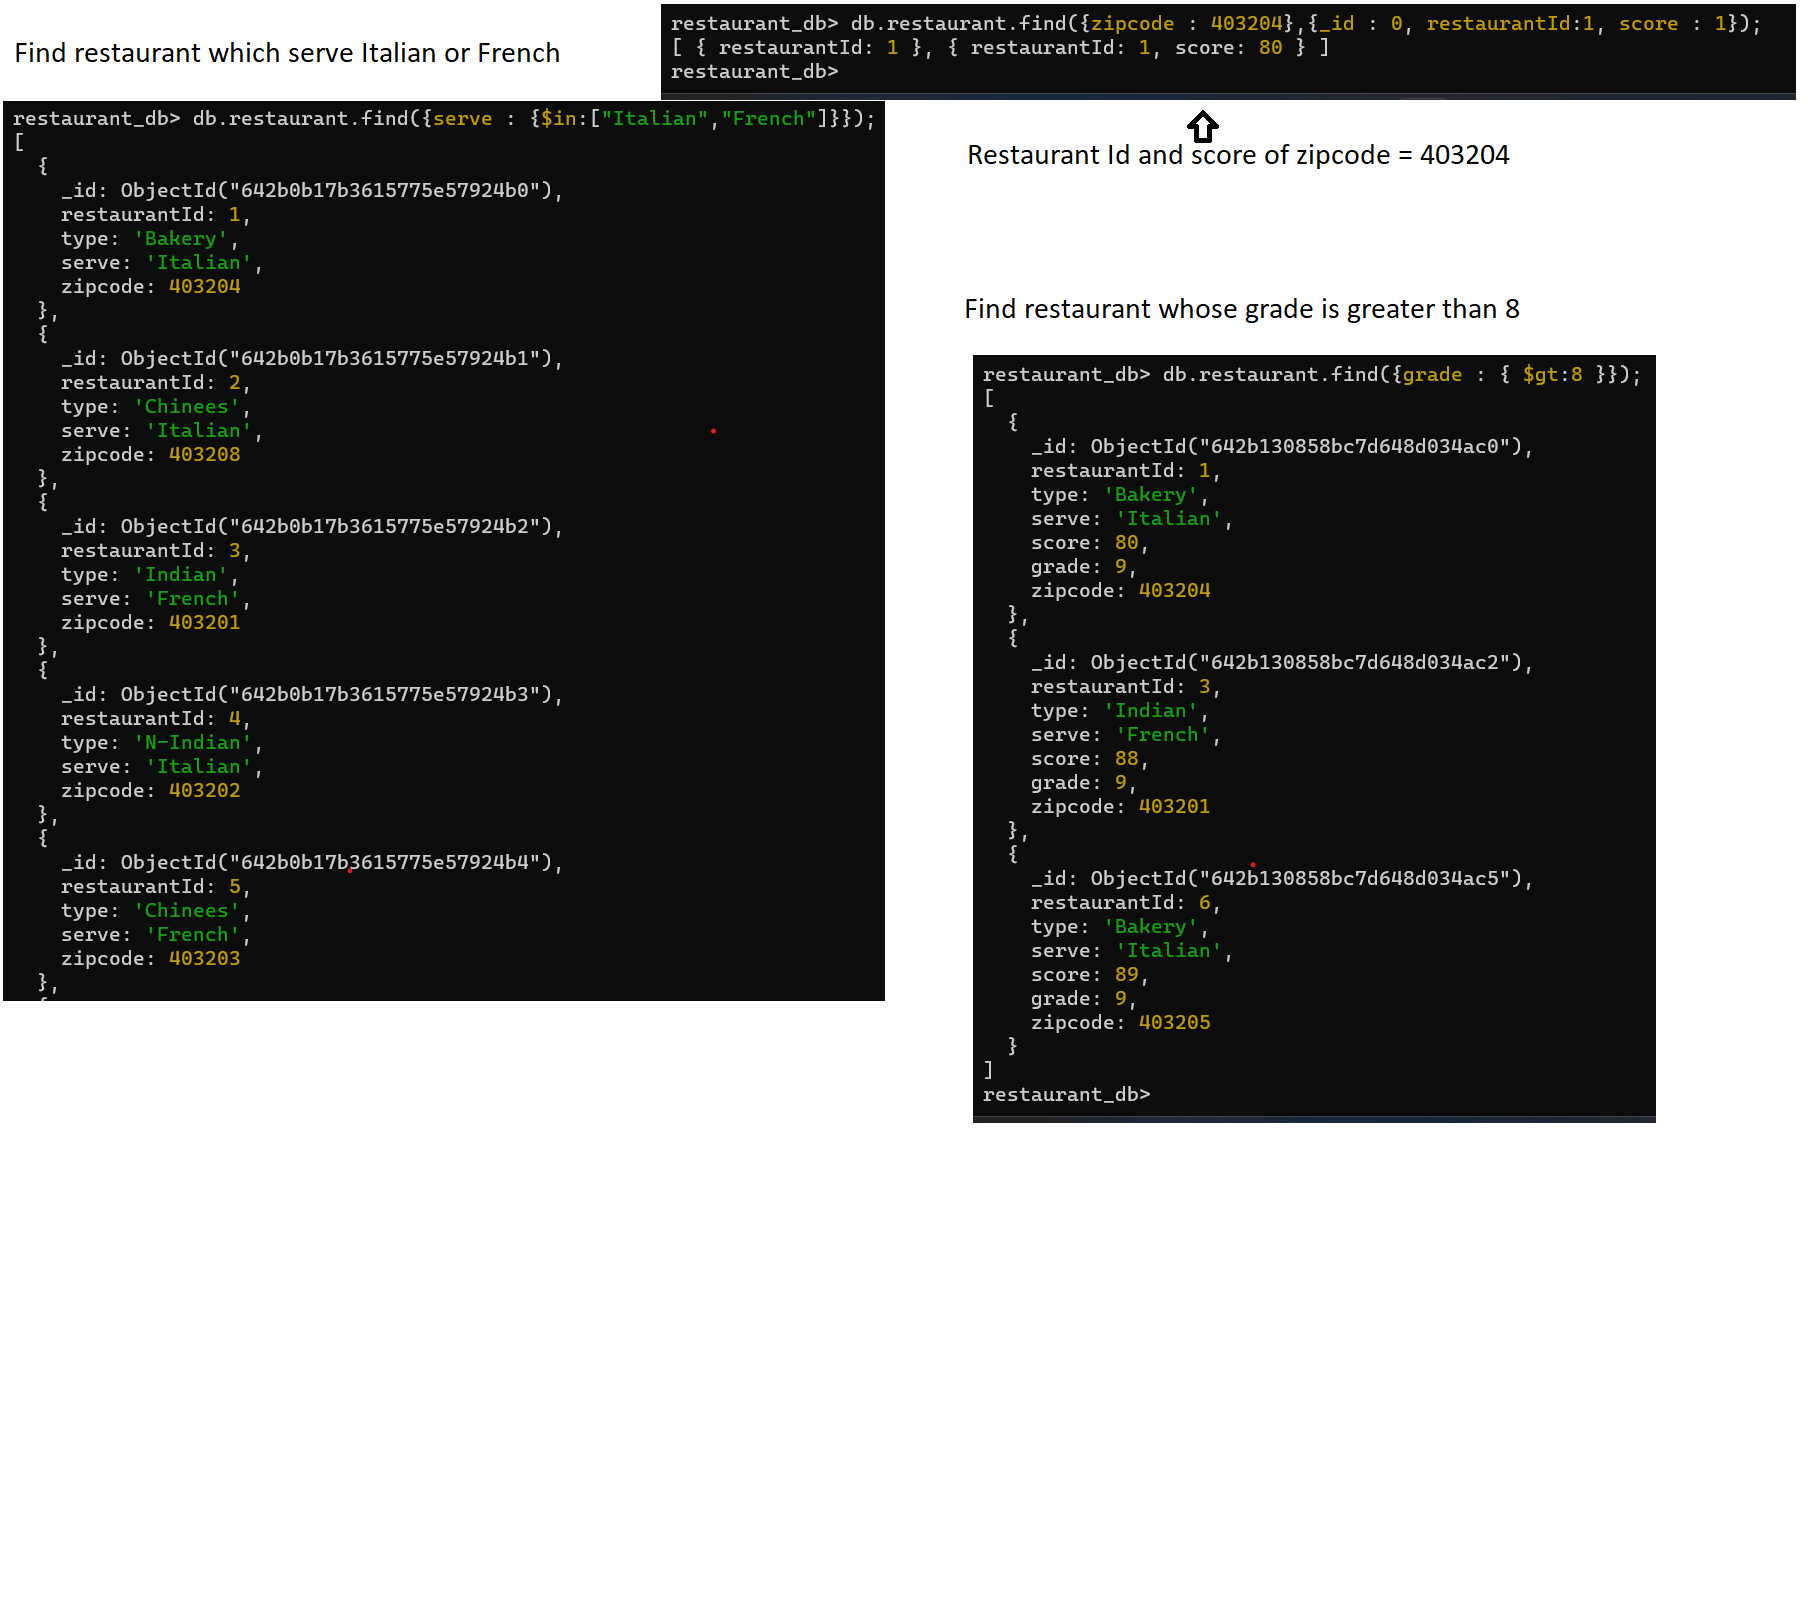 Find restaurant which serve Italian or French
restaurant_db> db.restaurant.find({serve : {$in:["Italian","French"]}});
[
  {
    _id: ObjectId("642b0b17b3615775e57924b0"),
    restaurantId: 1,
    type: 'Bakery',
    serve: 'Italian',
    zipcode: 403204
  },
  {
    _id: ObjectId("642b0b17b3615775e57924b1"),
    restaurantId: 2,
    type: 'Chinees',
    serve: 'Italian',
    zipcode: 403208
  },
  {
    _id: ObjectId("642b0b17b3615775e57924b2"),
    restaurantId: 3,
    type: 'Indian',
    serve: 'French',
    zipcode: 403201
  },
  {
    _id: ObjectId("642b0b17b3615775e57924b3"),
    restaurantId: 4,
    type: 'N-Indian',
    serve: 'Italian',
    zipcode: 403202
  },
  {
    _id: ObjectId("642b0b17b3615775e57924b4"),
    restaurantId: 5,
    type: 'Chinees',
    serve: 'French',
    zipcode: 403203
  },
  {
restaurant_db> db.restaurant.find({zipcode : 403204},{_id : 0, restaurantId:1, score : 1});
[ { restaurantId: 1 }, { restaurantId: 1, score: 80 } ]
restaurant_db>
Restaurant Id and score of zipcode = 403204
Find restaurant whose grade is greater than 8
restaurant_db> db.restaurant.find({grade : { $gt:8 }});
[
  {
    _id: ObjectId("642b130858bc7d648d034ac0"),
    restaurantId: 1,
    type: 'Bakery',
    serve: 'Italian',
    score: 80,
    grade: 9,
    zipcode: 403204
  },
  {
    _id: ObjectId("642b130858bc7d648d034ac2"),
    restaurantId: 3,
    type: 'Indian',
    serve: 'French',
    score: 88,
    grade: 9,
    zipcode: 403201
  },
  {
    _id: ObjectId("642b130858bc7d648d034ac5"),
    restaurantId: 6,
    type: 'Bakery',
    serve: 'Italian',
    score: 89,
    grade: 9,
    zipcode: 403205
  }
]
restaurant_db>